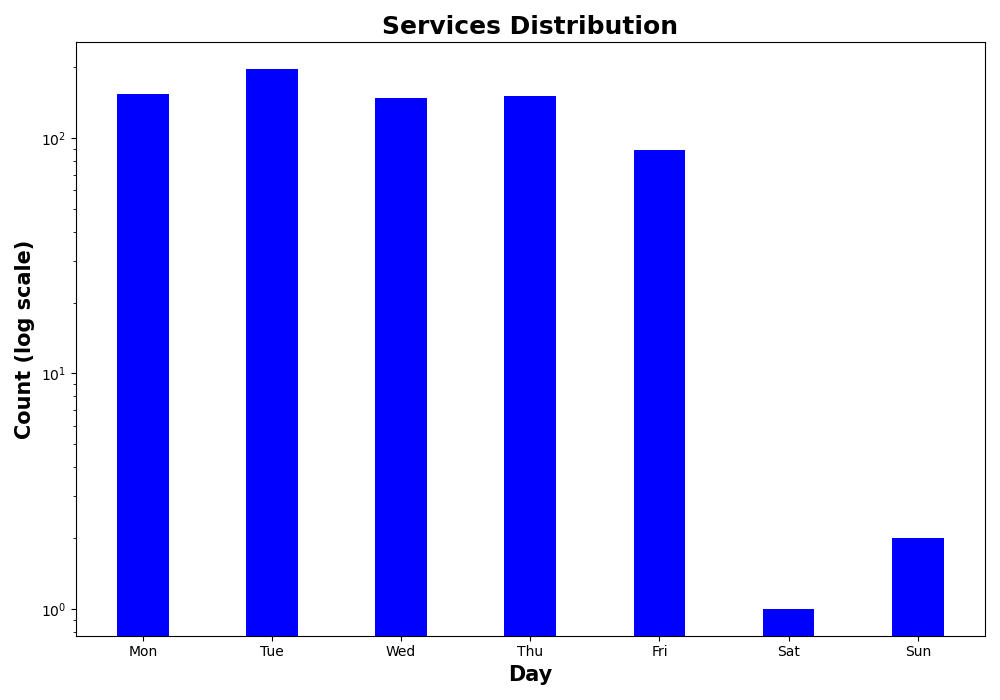 Services Distribution
Count (log scale)
10²
10¹
10⁰
Mon Tue Wed Thu Fri Sat Sun
Day